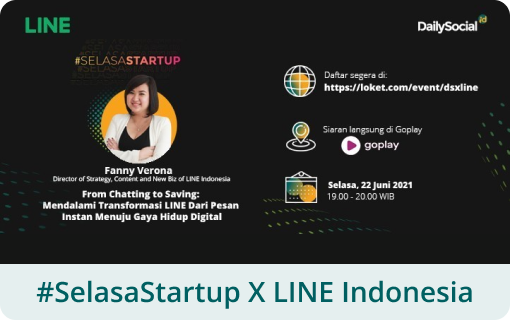 LINE
DailySocial.id
#SELASASTARTUP
Fanny Verona
Director of Strategy, Content and New Biz of LINE Indonesia
From Chatting to Saving:
Mendalami Transformasi LINE Dari Pesan
Instan Menuju Gaya Hidup Digital
Daftar segera di:
https://loket.com/event/dsxline
Siaran langsung di Goplay
goplay
Selasa, 22 Juni 2021
19.00 - 20.00 WIB
#SelasaStartup X LINE Indonesia